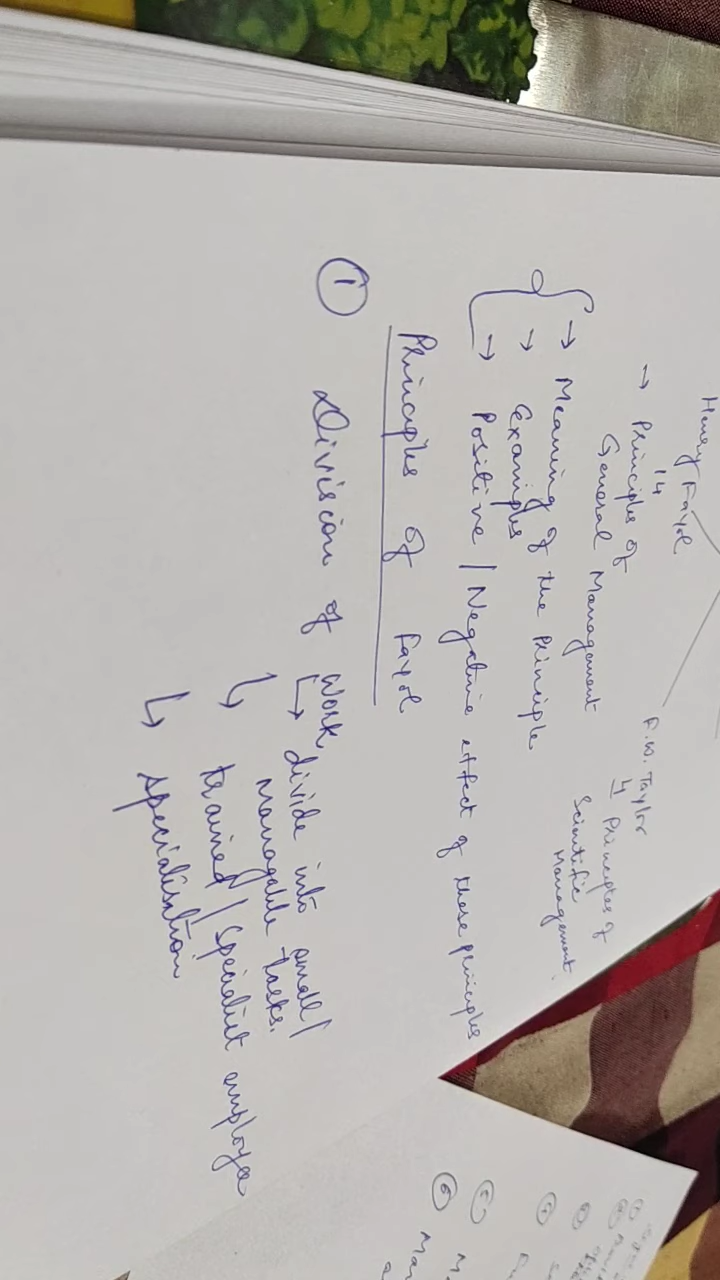 Henry Fayol
→ 14 Principles of
General Management
F.W. Taylor
4 Principles of
Scientific
Management.
→ Meaning of the Principle
→ Examples
→ Positive / Negative effect of these principles
Principles of Fayol
① Division of Work
↳ divide into small/
managable tasks.
↳ trained / specialist employee
↳ specialisation